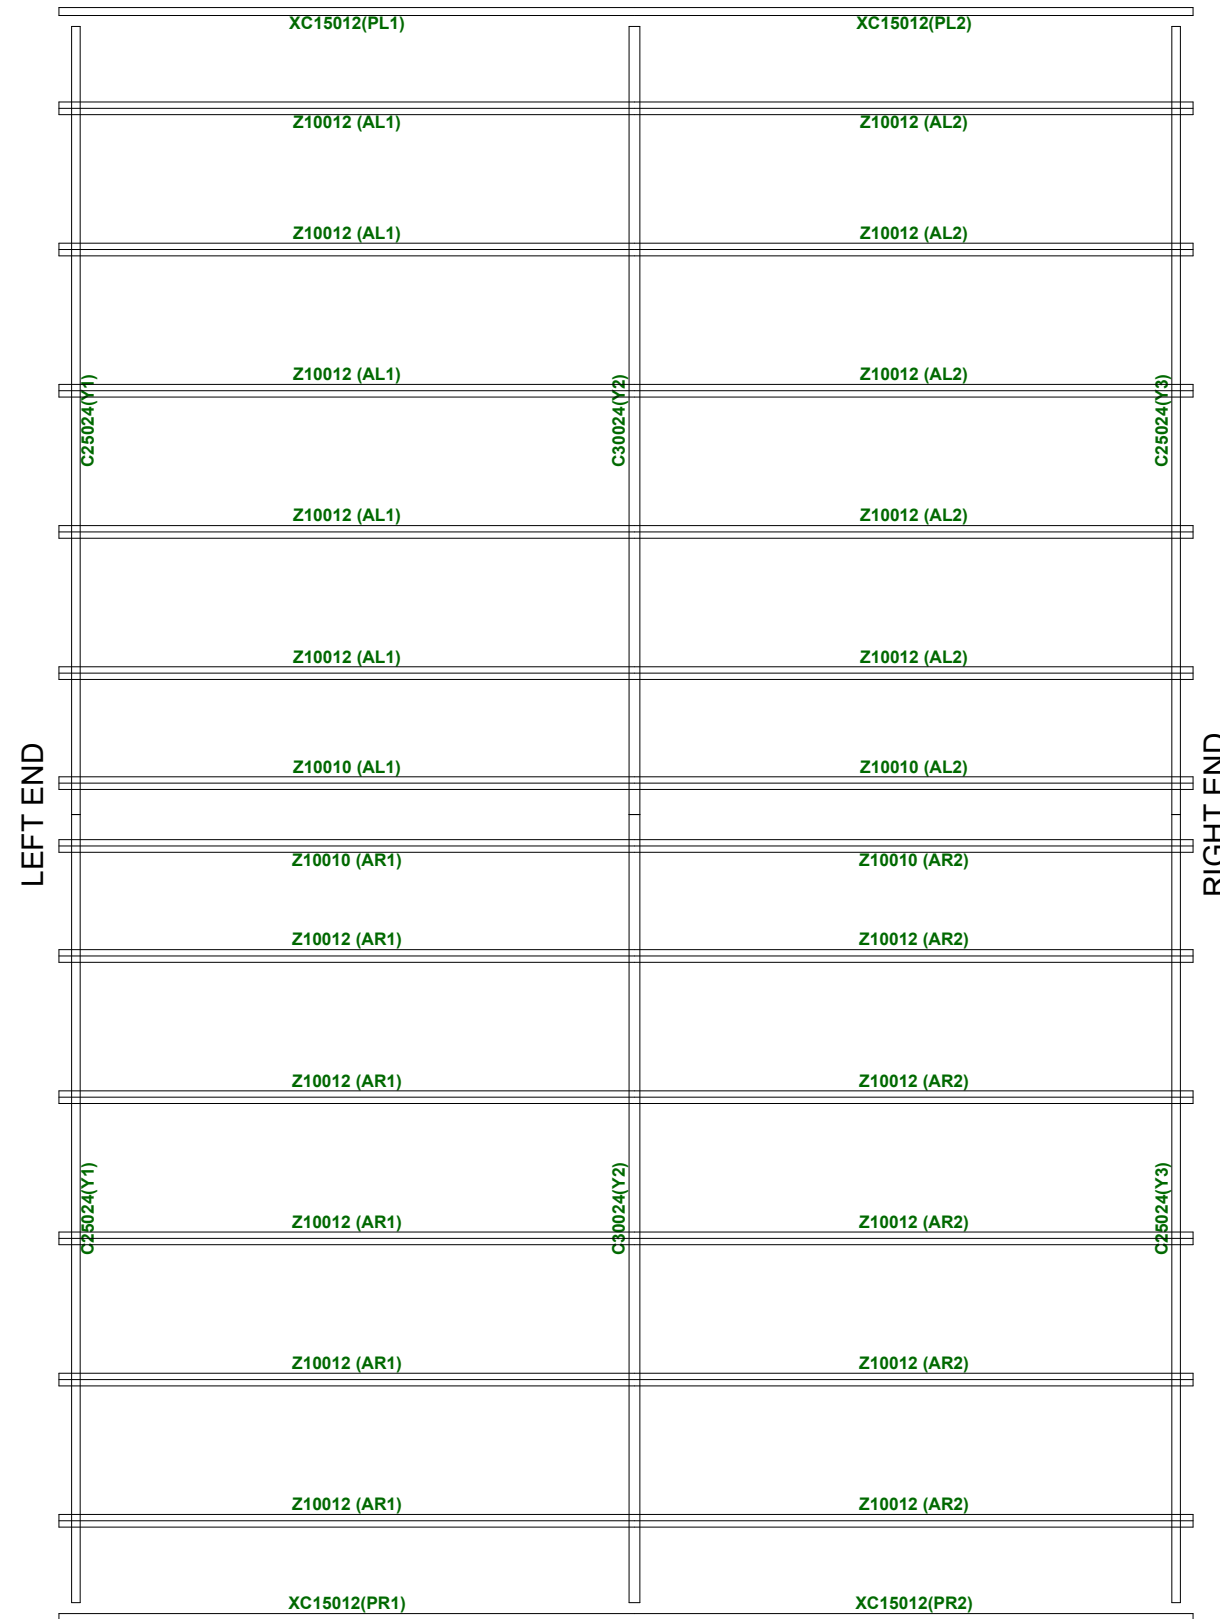 XC15012(PL1) XC15012(PL2)
Z10012 (AL1) Z10012 (AL2)
Z10012 (AL1) Z10012 (AL2)
Z10012 (AL1) Z10012 (AL2)
C25024(Y1) C30024(Y2) C25024(Y3)
Z10012 (AL1) Z10012 (AL2)
Z10012 (AL1) Z10012 (AL2)
LEFT END
RIGHT END
Z10010 (AL1) Z10010 (AL2)
Z10010 (AR1) Z10010 (AR2)
Z10012 (AR1) Z10012 (AR2)
Z10012 (AR1) Z10012 (AR2)
C25024(Y1) C30024(Y2) C25024(Y3)
Z10012 (AR1) Z10012 (AR2)
Z10012 (AR1) Z10012 (AR2)
Z10012 (AR1) Z10012 (AR2)
XC15012(PR1) XC15012(PR2)